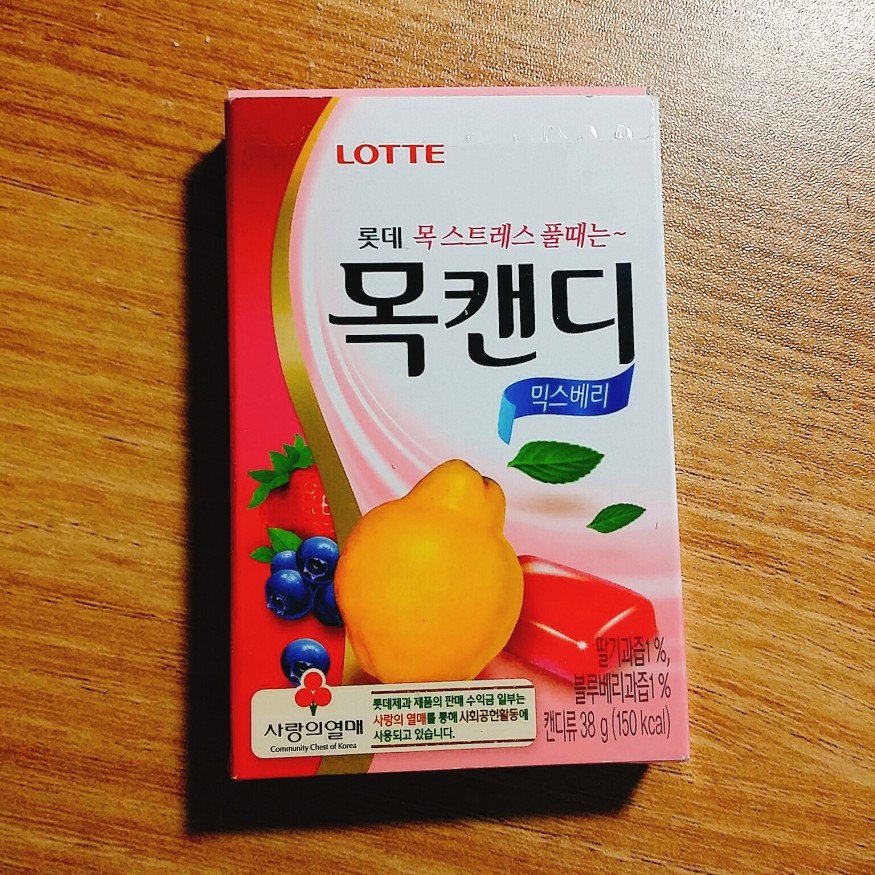 LOTTE
롯데 목 스트레스 풀때는~
목캔디
믹스베리
딸기과즙1%,
블루베리과즙1%
캔디류 38 g (150 kcal)
사랑의열매
Community Chest of Korea
롯데제과 제품의 판매 수익금 일부는
사랑의 열매를 통해 사회공헌활동에
사용되고 있습니다.